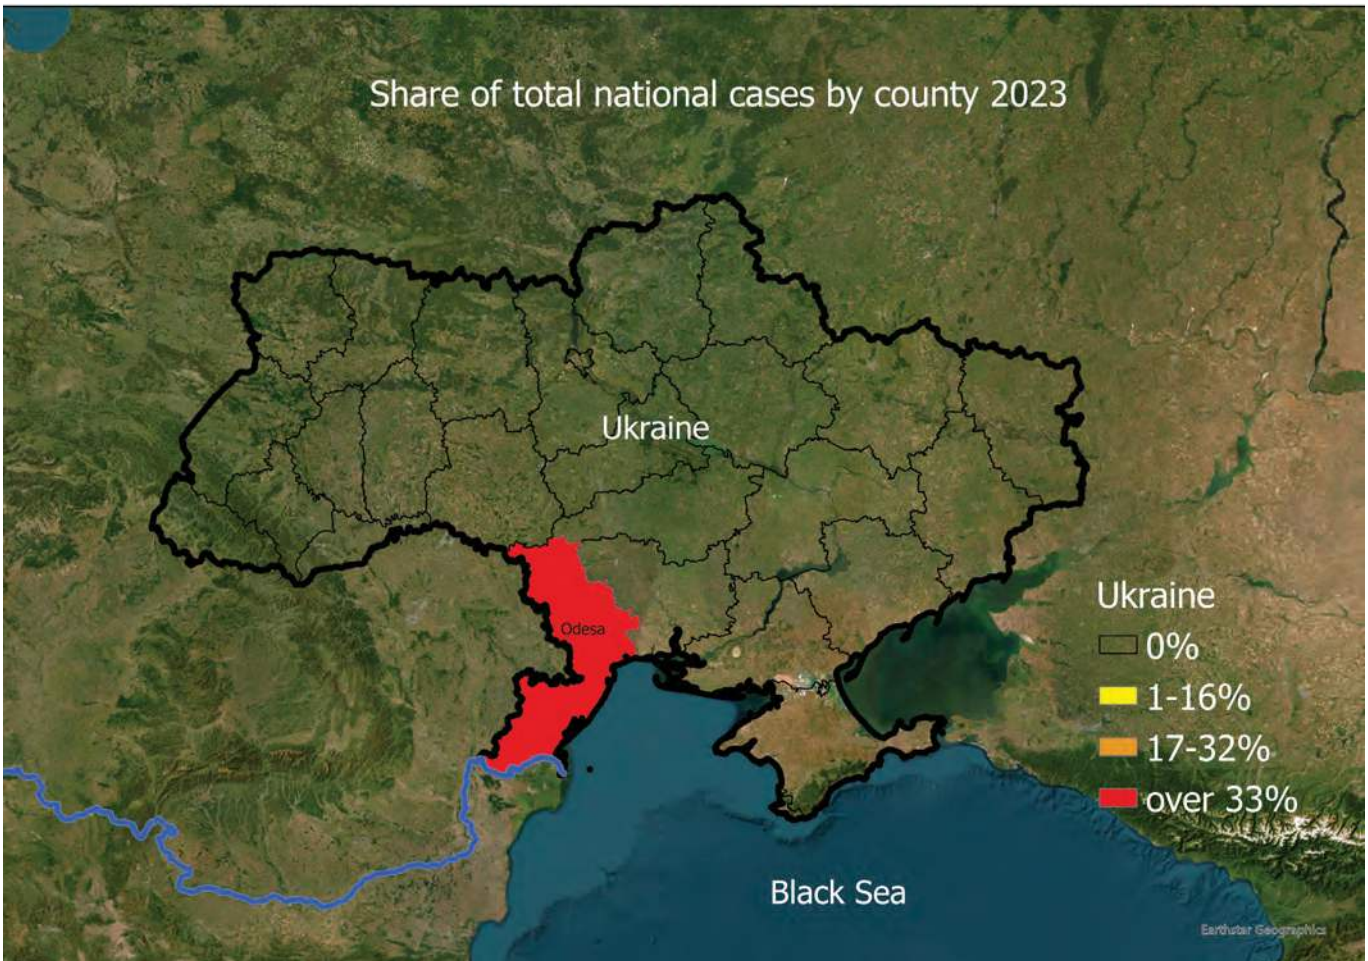 Share of total national cases by county 2023
Ukraine
Odesa
Ukraine
0%
1-16%
17-32%
over 33%
Black Sea
Earthstar Geographics